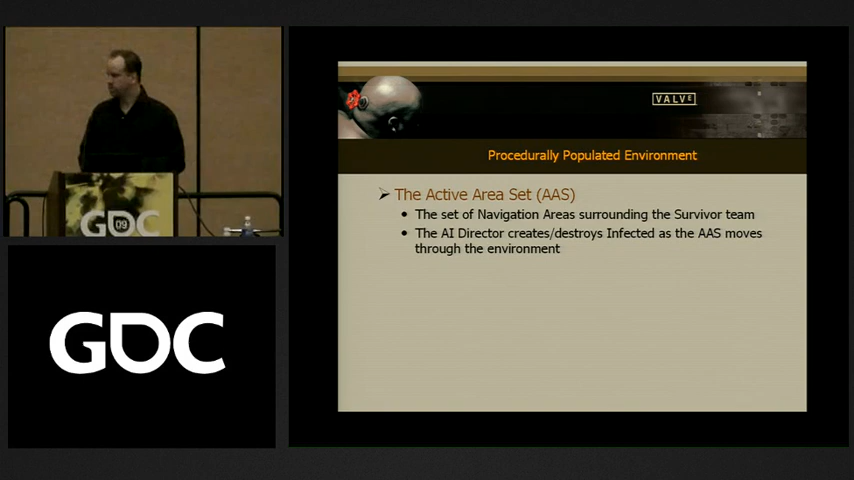 VALVE
Procedurally Populated Environment
The Active Area Set (AAS)
The set of Navigation Areas surrounding the Survivor team
The AI Director creates/destroys Infected as the AAS moves
through the environment
GDC
09
GDC